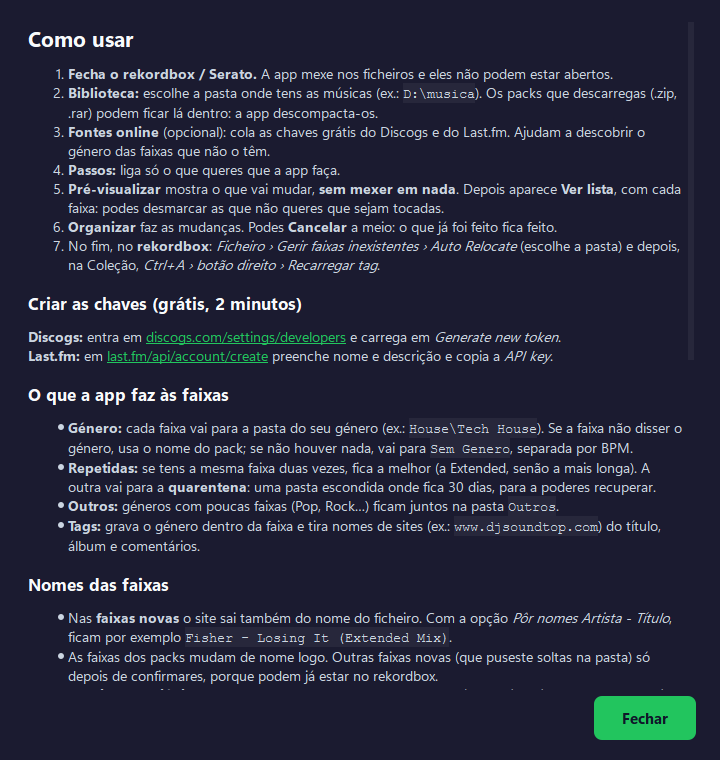 Como usar
1. Fecha o rekordbox / Serato. A app mexe nos ficheiros e eles não podem estar abertos.
2. Biblioteca: escolhe a pasta onde tens as músicas (ex.: D:\musica). Os packs que descarregas (.zip,
.rar) podem ficar lá dentro: a app descompacta-os.
3. Fontes online (opcional): cola as chaves grátis do Discogs e do Last.fm. Ajudam a descobrir o
género das faixas que não o têm.
4. Passos: liga só o que queres que a app faça.
5. Pré-visualizar mostra o que vai mudar, sem mexer em nada. Depois aparece Ver lista, com cada
faixa: podes desmarcar as que não queres que sejam tocadas.
6. Organizar faz as mudanças. Podes Cancelar a meio: o que já foi feito fica feito.
7. No fim, no rekordbox: Ficheiro › Gerir faixas inexistentes › Auto Relocate (escolhe a pasta) e depois,
na Coleção, Ctrl+A › botão direito › Recarregar tag.
Criar as chaves (grátis, 2 minutos)
Discogs: entra em discogs.com/settings/developers e carrega em Generate new token.
Last.fm: em last.fm/api/account/create preenche nome e descrição e copia a API key.
O que a app faz às faixas
• Género: cada faixa vai para a pasta do seu género (ex.: House\Tech House). Se a faixa não disser o
género, usa o nome do pack; se não houver nada, vai para Sem Genero, separada por BPM.
• Repetidas: se tens a mesma faixa duas vezes, fica a melhor (a Extended, senão a mais longa). A
outra vai para a quarentena: uma pasta escondida onde fica 30 dias, para a poderes recuperar.
• Outros: géneros com poucas faixas (Pop, Rock...) ficam juntos na pasta Outros.
• Tags: grava o género dentro da faixa e tira nomes de sites (ex.: www.djsoundtop.com) do título,
álbum e comentários.
Nomes das faixas
• Nas faixas novas o site sai também do nome do ficheiro. Com a opção Pôr nomes Artista - Título,
ficam por exemplo Fisher - Losing It (Extended Mix).
• As faixas dos packs mudam de nome logo. Outras faixas novas (que puseste soltas na pasta) só
depois de confirmares, porque podem já estar no rekordbox.
Fechar